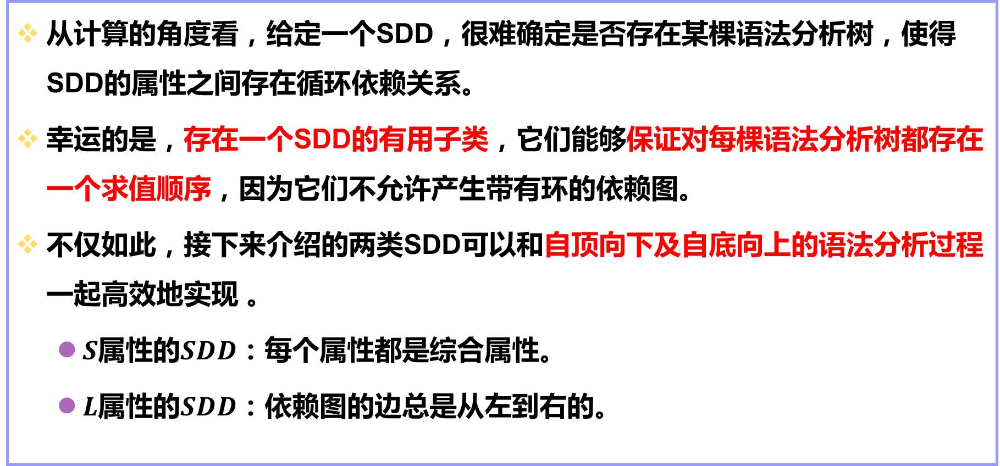 从计算的角度看，给定一个SDD，很难确定是否存在某棵语法分析树，使得
SDD的属性之间存在循环依赖关系。
幸运的是，存在一个SDD的有用子类，它们能够保证对每棵语法分析树都存在
一个求值顺序，因为它们不允许产生带有环的依赖图。
不仅如此，接下来介绍的两类SDD可以和自顶向下及自底向上的语法分析过程
一起高效地实现 。
S属性的SDD：每个属性都是综合属性。
L属性的SDD：依赖图的边总是从左到右的。